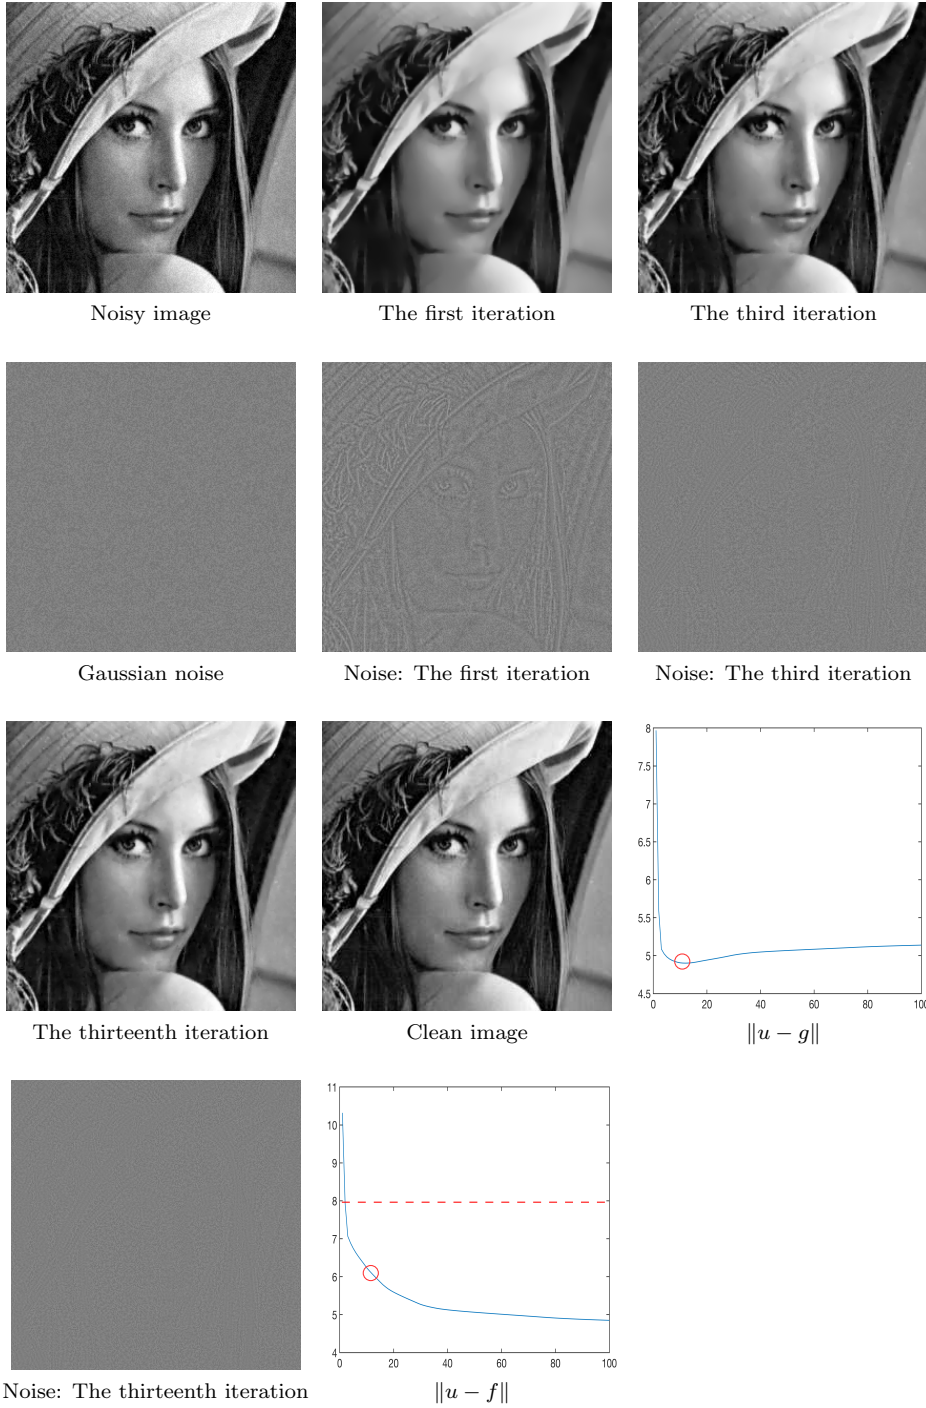 Noisy image
The first iteration
The third iteration
Gaussian noise
Noise: The first iteration
Noise: The third iteration
8
7.5
7
6.5
6
5.5
5
4.5
0 20 40 60 80 100
The thirteenth iteration
Clean image
‖u − g‖
11
10
9
8
7
6
5
4
0 20 40 60 80 100
Noise: The thirteenth iteration
‖u − f‖